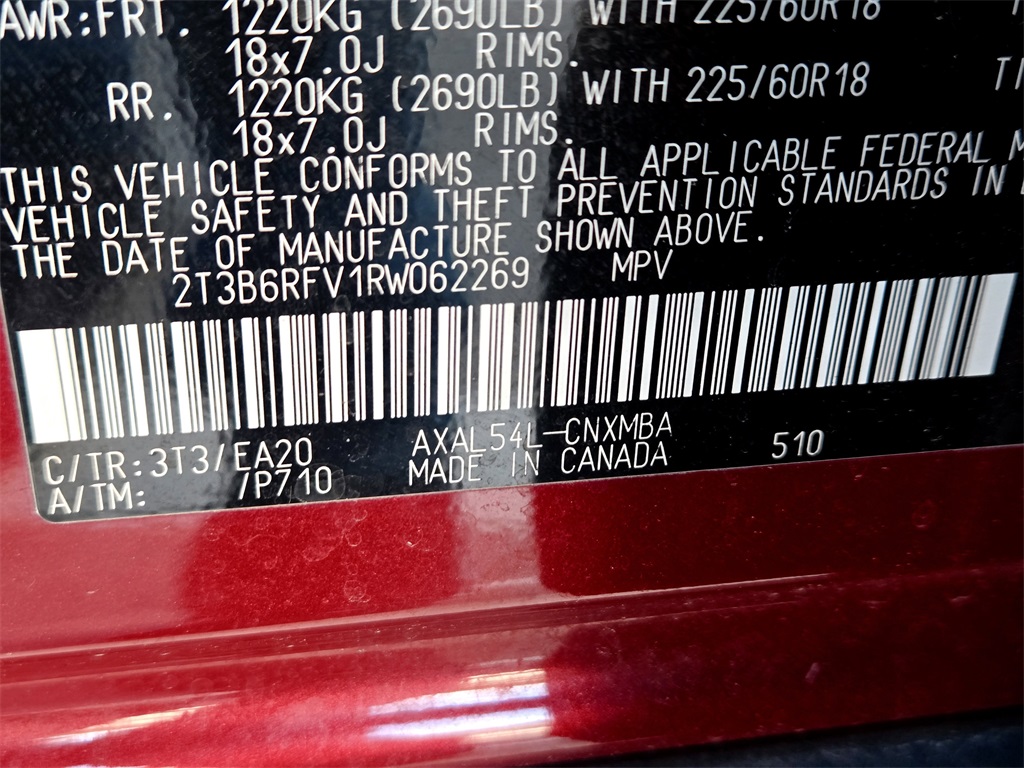 AWR:FRT. 1220KG (2690LB) WITH 225/60R18
18x7.0J RIMS.
RR. 1220KG (2690LB) WITH 225/60R18
18x7.0J RIMS.
THIS VEHICLE CONFORMS TO ALL APPLICABLE FEDERAL
VEHICLE SAFETY AND THEFT PREVENTION STANDARDS IN
THE DATE OF MANUFACTURE SHOWN ABOVE.
2T3B6RFV1RW062269 MPV
C/TR:3T3/EA20 AXAL54L-CNXMBA 510
A/TM: /P710 MADE IN CANADA